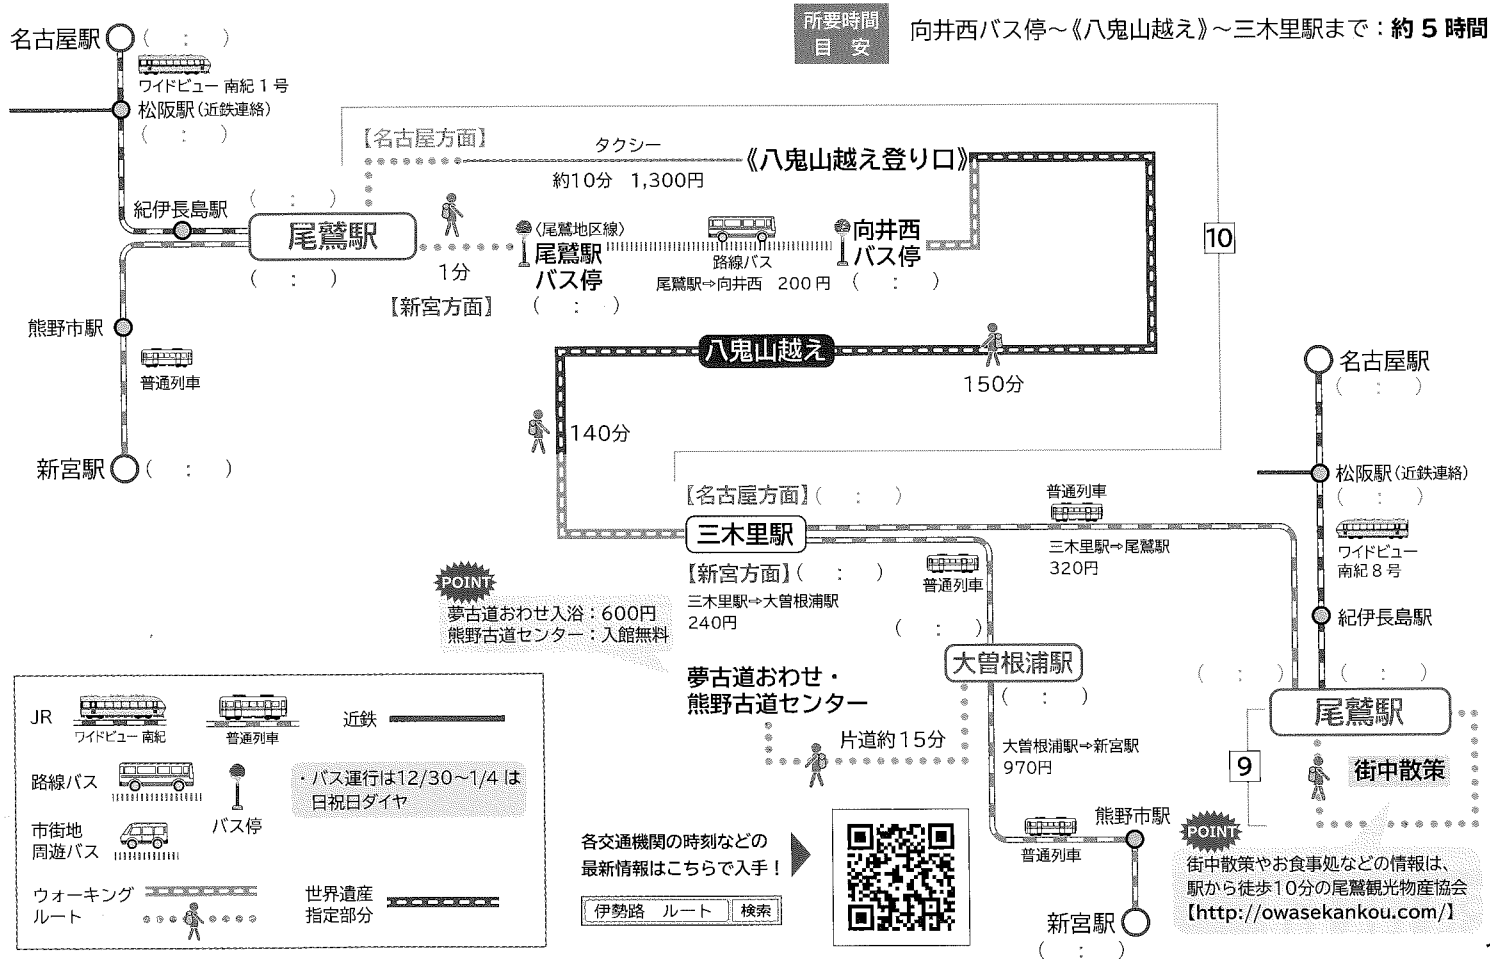 所要時間
目 安
向井西バス停～《八鬼山越え》～三木里駅まで：約 5 時間
名古屋駅
( : )
ワイドビュー 南紀 1 号
松阪駅(近鉄連絡)
( : )
紀伊長島駅
( : )
尾鷲駅
( : )
熊野市駅
普通列車
新宮駅
( : )
【名古屋方面】
タクシー
約10分 1,300円
《八鬼山越え登り口》
1分
【新宮方面】
〈尾鷲地区線〉
尾鷲駅
バス停
( : )
路線バス
尾鷲駅⇨向井西 200 円
向井西
バス停
( : )
10
八鬼山越え
150分
140分
【名古屋方面】( : )
三木里駅
【新宮方面】( : )
三木里駅⇨大曽根浦駅
240円
普通列車
三木里駅⇨尾鷲駅
320円
普通列車
( : )
大曽根浦駅
( : )
大曽根浦駅⇨新宮駅
970円
POINT
夢古道おわせ入浴：600円
熊野古道センター：入館無料
夢古道おわせ・
熊野古道センター
片道約15分
普通列車
熊野市駅
新宮駅
( : )
名古屋駅
( : )
松阪駅(近鉄連絡)
( : )
ワイドビュー
南紀 8 号
紀伊長島駅
( : )
( : )
尾鷲駅
9
街中散策
POINT
街中散策やお食事処などの情報は、
駅から徒歩10分の尾鷲観光物産協会
【http://owasekankou.com/】
JR
ワイドビュー 南紀
普通列車
近鉄
路線バス
バス停
・バス運行は12/30～1/4 は
日祝日ダイヤ
市街地
周遊バス
ウォーキング
ルート
世界遺産
指定部分
各交通機関の時刻などの
最新情報はこちらで入手！
伊勢路 ルート 検索